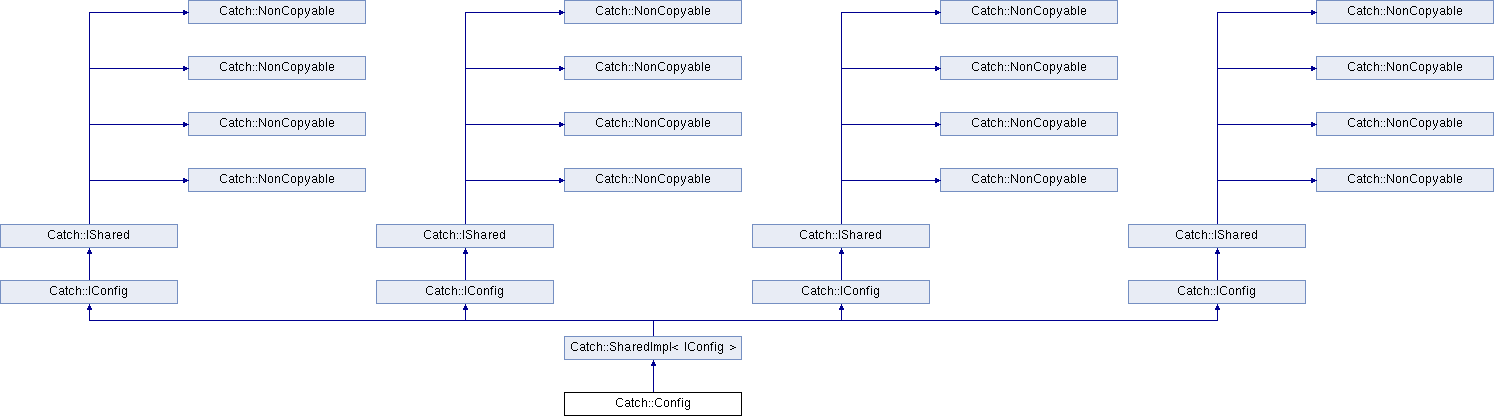 Catch::NonCopyable Catch::NonCopyable Catch::NonCopyable Catch::NonCopyable
Catch::NonCopyable Catch::NonCopyable Catch::NonCopyable Catch::NonCopyable
Catch::NonCopyable Catch::NonCopyable Catch::NonCopyable Catch::NonCopyable
Catch::NonCopyable Catch::NonCopyable Catch::NonCopyable Catch::NonCopyable
Catch::IShared Catch::IShared Catch::IShared Catch::IShared
Catch::IConfig Catch::IConfig Catch::IConfig Catch::IConfig
Catch::SharedImpl< IConfig >
Catch::Config